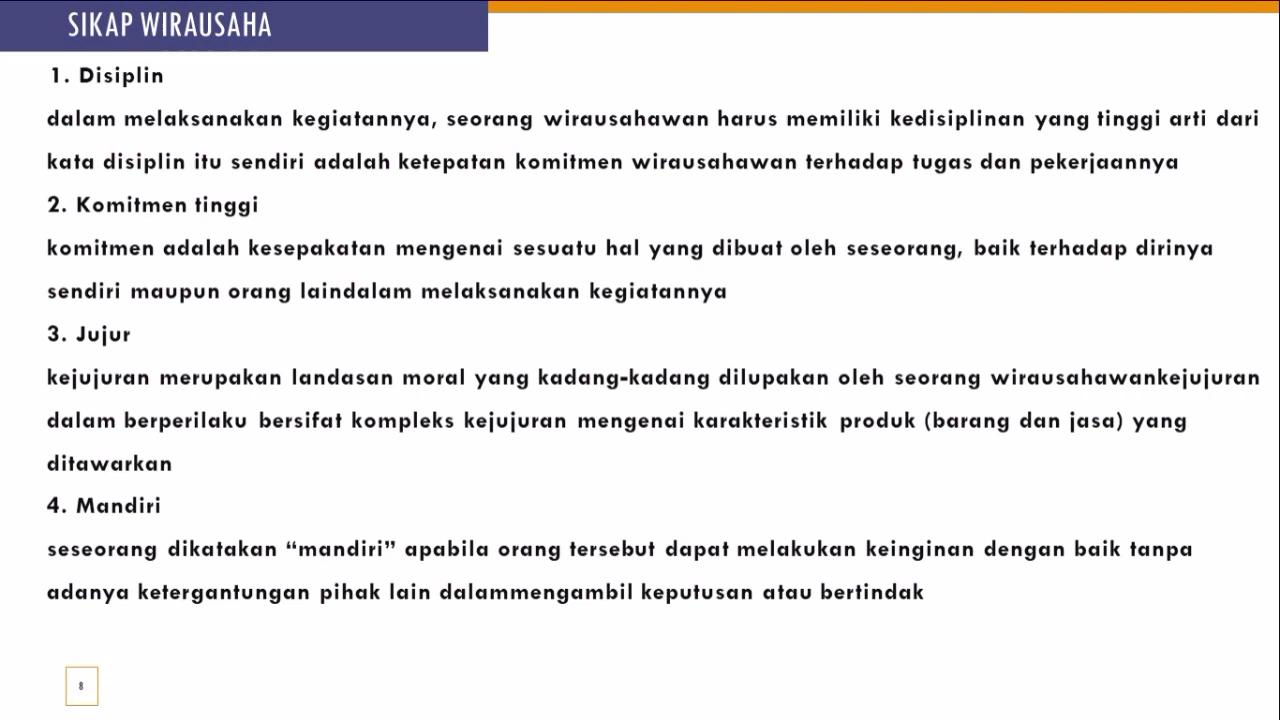 SIKAP WIRAUSAHA
1. Disiplin
dalam melaksanakan kegiatannya, seorang wirausahawan harus memiliki kedisiplinan yang tinggi arti dari
kata disiplin itu sendiri adalah ketepatan komitmen wirausahawan terhadap tugas dan pekerjaannya
2. Komitmen tinggi
komitmen adalah kesepakatan mengenai sesuatu hal yang dibuat oleh seseorang, baik terhadap dirinya
sendiri maupun orang laindalam melaksanakan kegiatannya
3. Jujur
kejujuran merupakan landasan moral yang kadang-kadang dilupakan oleh seorang wirausahawankejujuran
dalam berperilaku bersifat kompleks kejujuran mengenai karakteristik produk (barang dan jasa) yang
ditawarkan
4. Mandiri
seseorang dikatakan “mandiri” apabila orang tersebut dapat melakukan keinginan dengan baik tanpa
adanya ketergantungan pihak lain dalammengambil keputusan atau bertindak
8